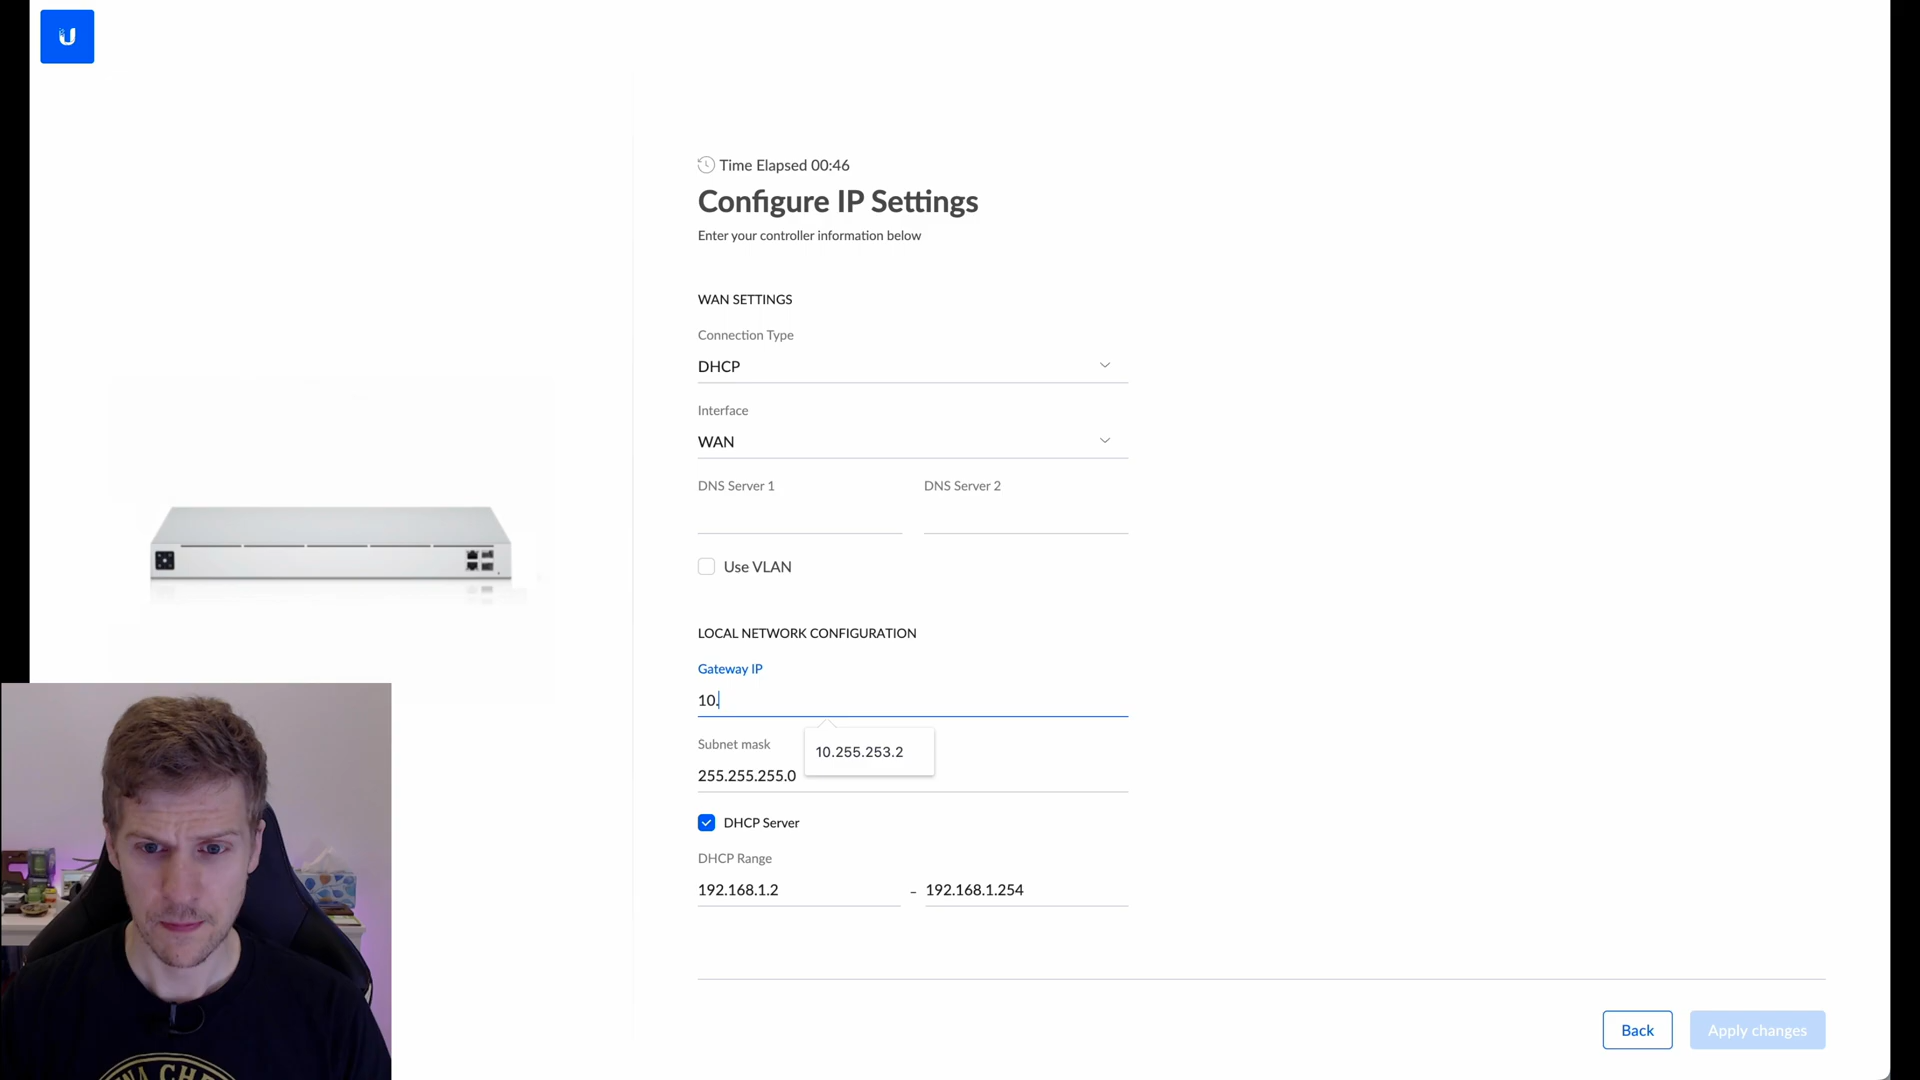 Time Elapsed 00:46
Configure IP Settings
Enter your controller information below
WAN SETTINGS
Connection Type
DHCP
Interface
WAN
DNS Server 1 DNS Server 2
Use VLAN
LOCAL NETWORK CONFIGURATION
Gateway IP
10.
10.255.253.2
Subnet mask
255.255.255.0
DHCP Server
DHCP Range
192.168.1.2 - 192.168.1.254
Back Apply changes